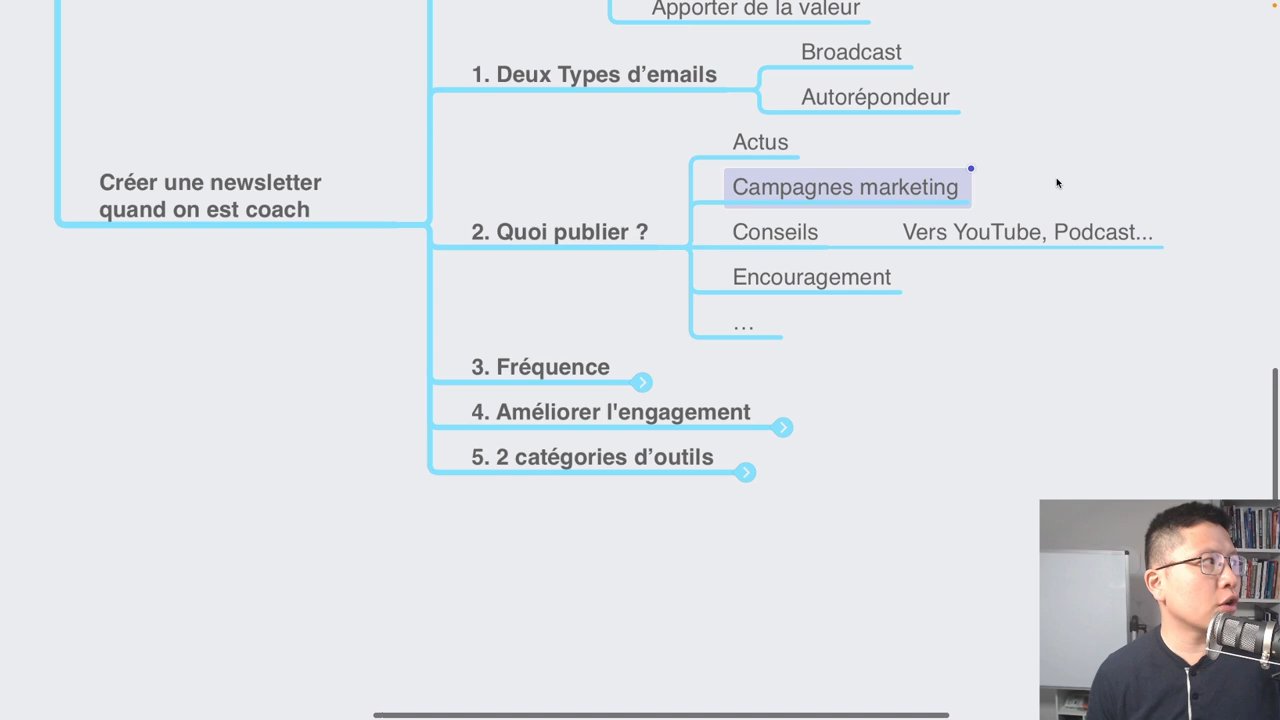 Apporter de la valeur
1. Deux Types d’emails
Broadcast
Autorépondeur
Créer une newsletter
quand on est coach
2. Quoi publier ?
Actus
Campagnes marketing
Conseils
Vers YouTube, Podcast...
Encouragement
...
3. Fréquence
4. Améliorer l'engagement
5. 2 catégories d’outils